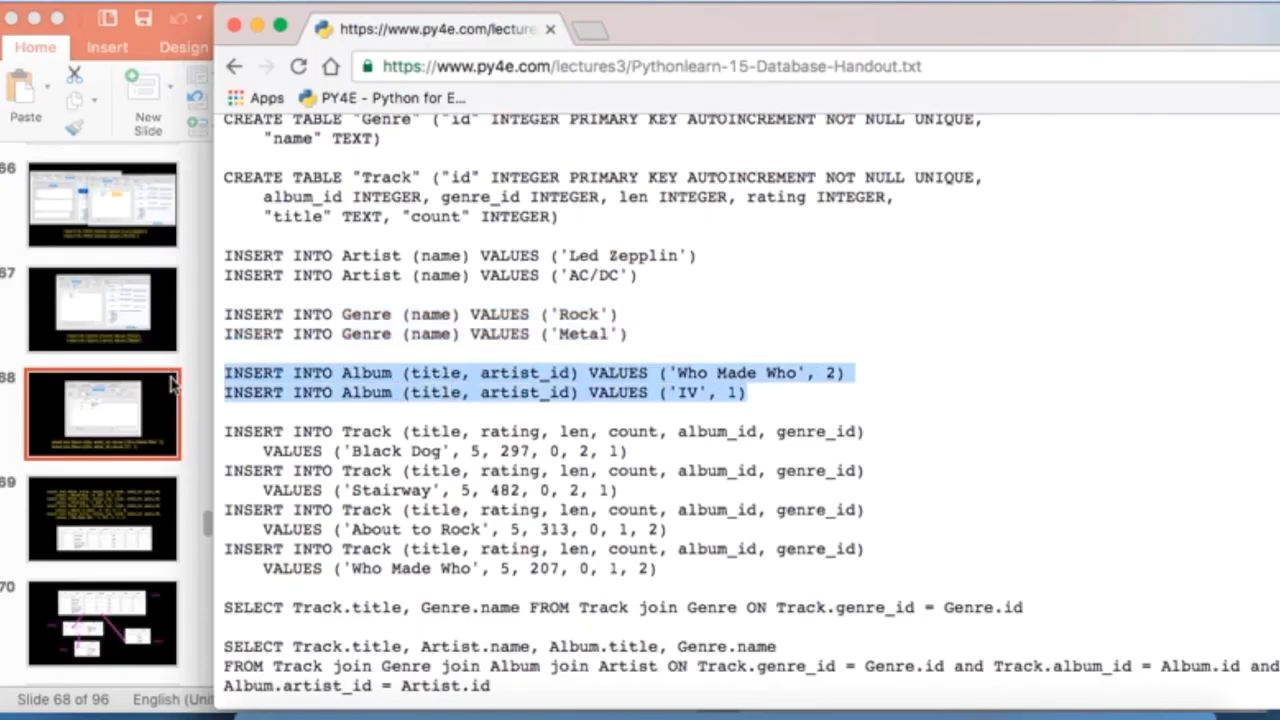 Home Insert Design
Paste
New
Slide
66
67
68
69
70
Slide 68 of 96 English (Unit
https://www.py4e.com/lecture
https://www.py4e.com/lectures3/Pythonlearn-15-Database-Handout.txt
Apps PY4E - Python for E...
CREATE TABLE "Genre" ("id" INTEGER PRIMARY KEY AUTOINCREMENT NOT NULL UNIQUE,
"name" TEXT)
CREATE TABLE "Track" ("id" INTEGER PRIMARY KEY AUTOINCREMENT NOT NULL UNIQUE,
album_id INTEGER, genre_id INTEGER, len INTEGER, rating INTEGER,
"title" TEXT, "count" INTEGER)
INSERT INTO Artist (name) VALUES ('Led Zepplin')
INSERT INTO Artist (name) VALUES ('AC/DC')
INSERT INTO Genre (name) VALUES ('Rock')
INSERT INTO Genre (name) VALUES ('Metal')
INSERT INTO Album (title, artist_id) VALUES ('Who Made Who', 2)
INSERT INTO Album (title, artist_id) VALUES ('IV', 1)
INSERT INTO Track (title, rating, len, count, album_id, genre_id)
VALUES ('Black Dog', 5, 297, 0, 2, 1)
INSERT INTO Track (title, rating, len, count, album_id, genre_id)
VALUES ('Stairway', 5, 482, 0, 2, 1)
INSERT INTO Track (title, rating, len, count, album_id, genre_id)
VALUES ('About to Rock', 5, 313, 0, 1, 2)
INSERT INTO Track (title, rating, len, count, album_id, genre_id)
VALUES ('Who Made Who', 5, 207, 0, 1, 2)
SELECT Track.title, Genre.name FROM Track join Genre ON Track.genre_id = Genre.id
SELECT Track.title, Artist.name, Album.title, Genre.name
FROM Track join Genre join Album join Artist ON Track.genre_id = Genre.id and Track.album_id = Album.id and
Album.artist_id = Artist.id